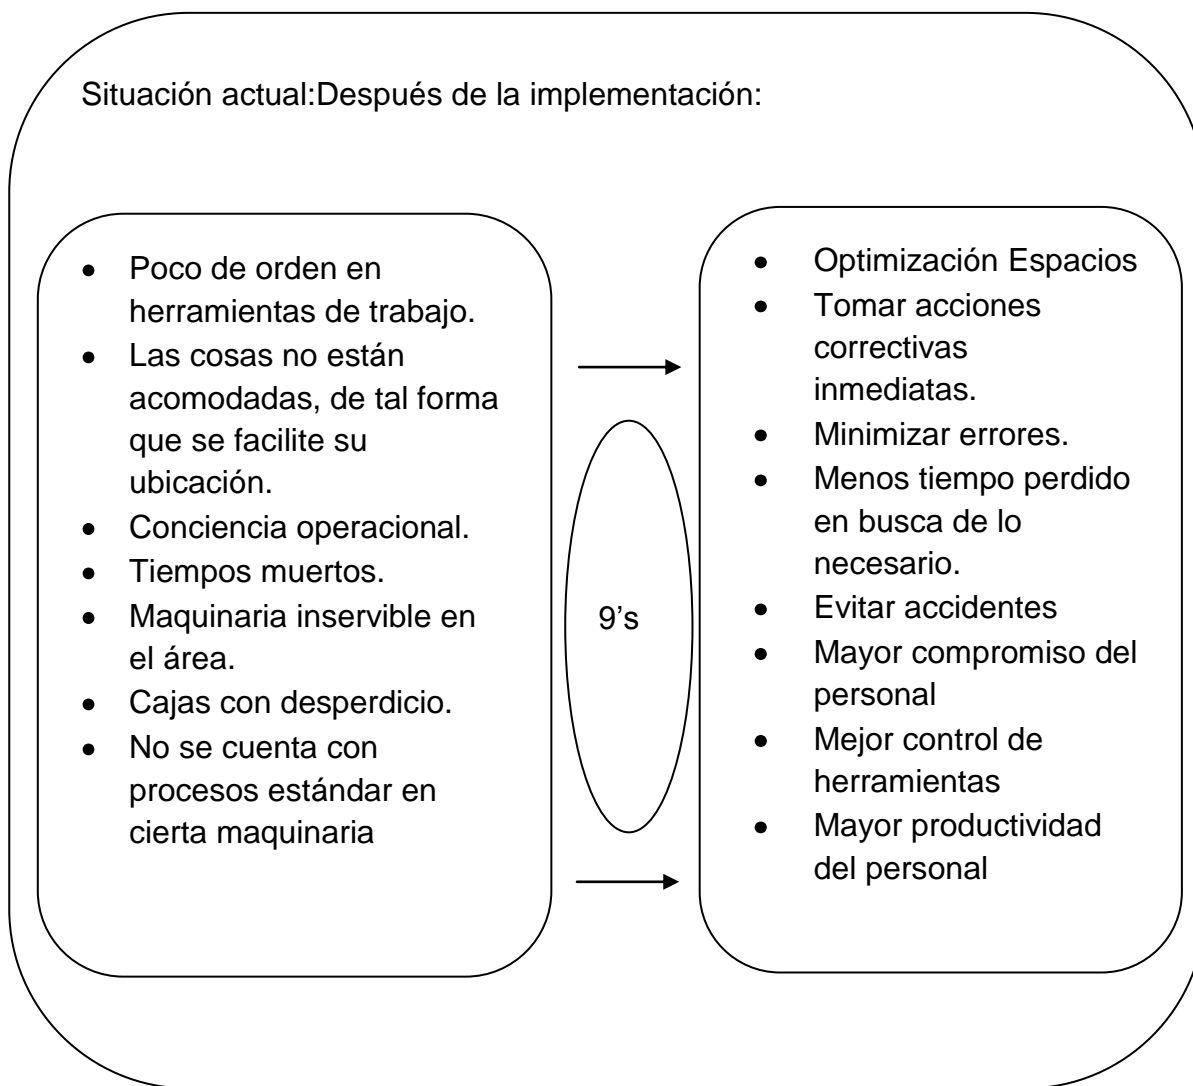 Situación actual:Después de la implementación:
• Poco de orden en
herramientas de trabajo.
• Las cosas no están
acomodadas, de tal forma
que se facilite su
ubicación.
• Conciencia operacional.
• Tiempos muertos.
• Maquinaria inservible en
el área.
• Cajas con desperdicio.
• No se cuenta con
procesos estándar en
cierta maquinaria
9's
• Optimización Espacios
• Tomar acciones
correctivas
inmediatas.
• Minimizar errores.
• Menos tiempo perdido
en busca de lo
necesario.
• Evitar accidentes
• Mayor compromiso del
personal
• Mejor control de
herramientas
• Mayor productividad
del personal